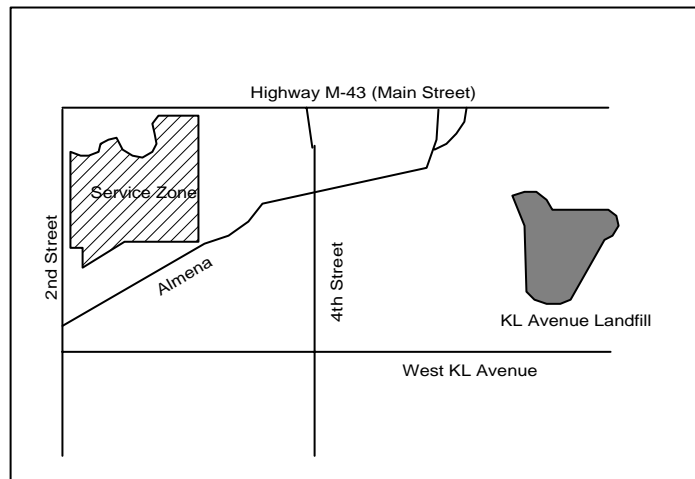 Highway M-43 (Main Street)
Service Zone
2nd Street
Almena
4th Street
KL Avenue Landfill
West KL Avenue